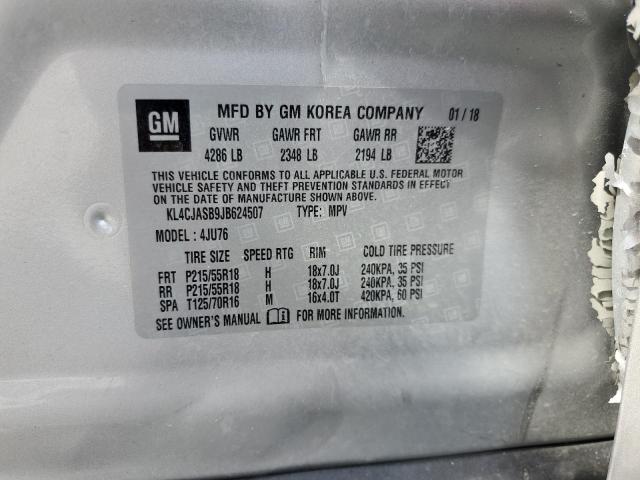 GM
MFD BY GM KOREA COMPANY 01 / 18
GVWR GAWR FRT GAWR RR
4286 LB 2348 LB 2194 LB
THIS VEHICLE CONFORMS TO ALL APPLICABLE U.S. FEDERAL MOTOR
VEHICLE SAFETY AND THEFT PREVENTION STANDARDS IN EFFECT
ON THE DATE OF MANUFACTURE SHOWN ABOVE.
KL4CJASB9JB624507 TYPE: MPV
MODEL: 4JU76
TIRE SIZE SPEED RTG RIM COLD TIRE PRESSURE
FRT P215/55R18 H 18x7.0J 240KPA, 35 PSI
RR P215/55R18 H 18x7.0J 240KPA, 35 PSI
SPA T125/70R16 M 16x4.0T 420KPA, 60 PSI
SEE OWNER'S MANUAL FOR MORE INFORMATION.